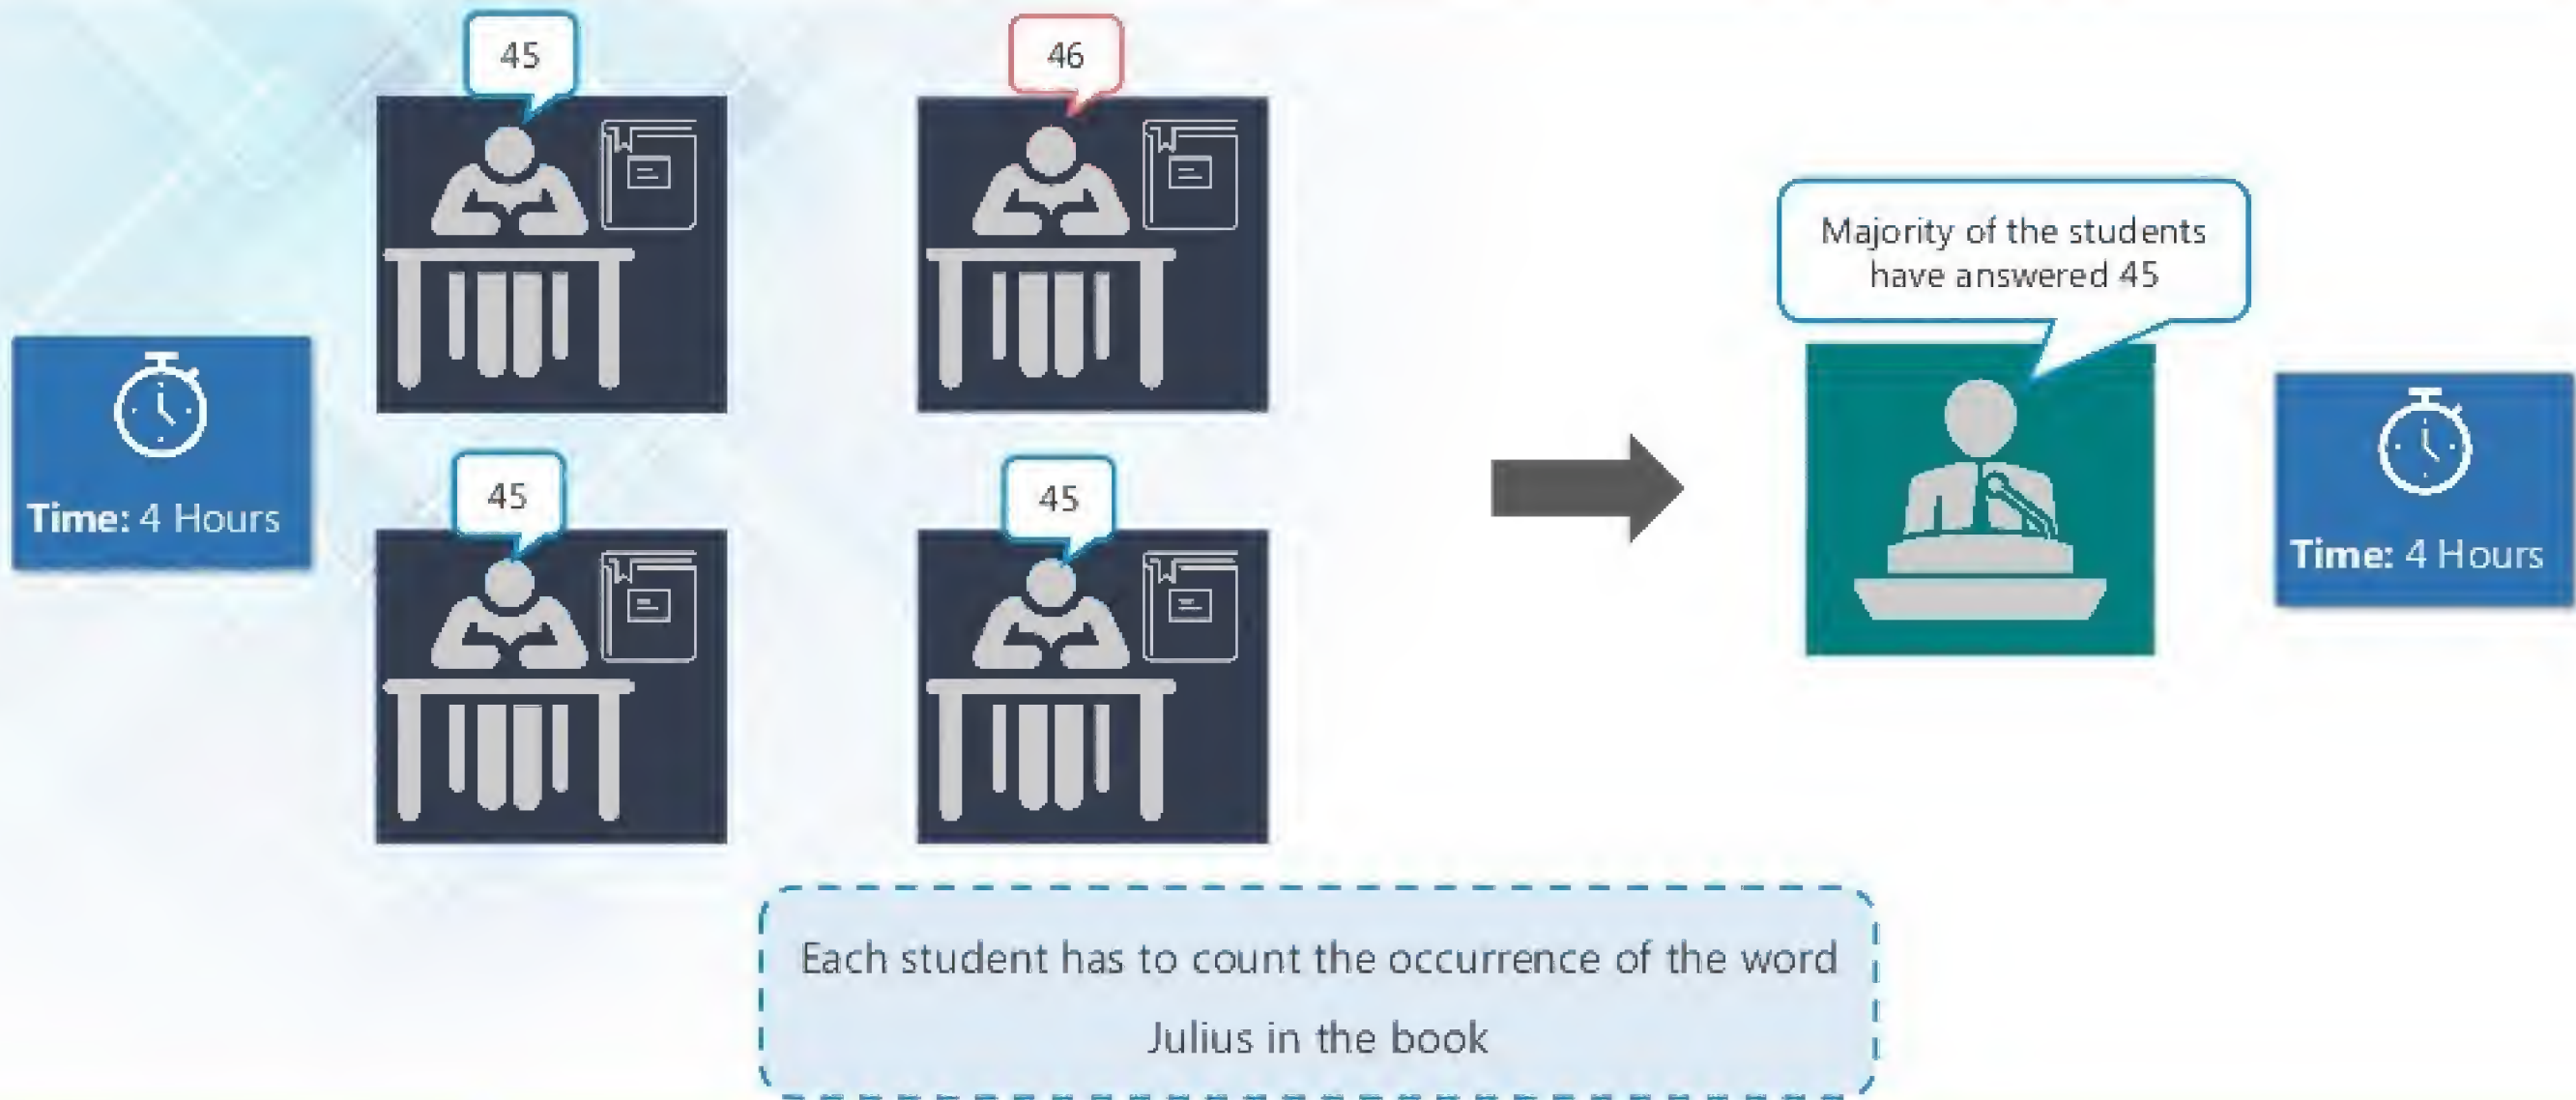 45
46
Majority of the students
have answered 45
Time: 4 Hours
45
45
Time: 4 Hours
Each student has to count the occurrence of the word
Julius in the book